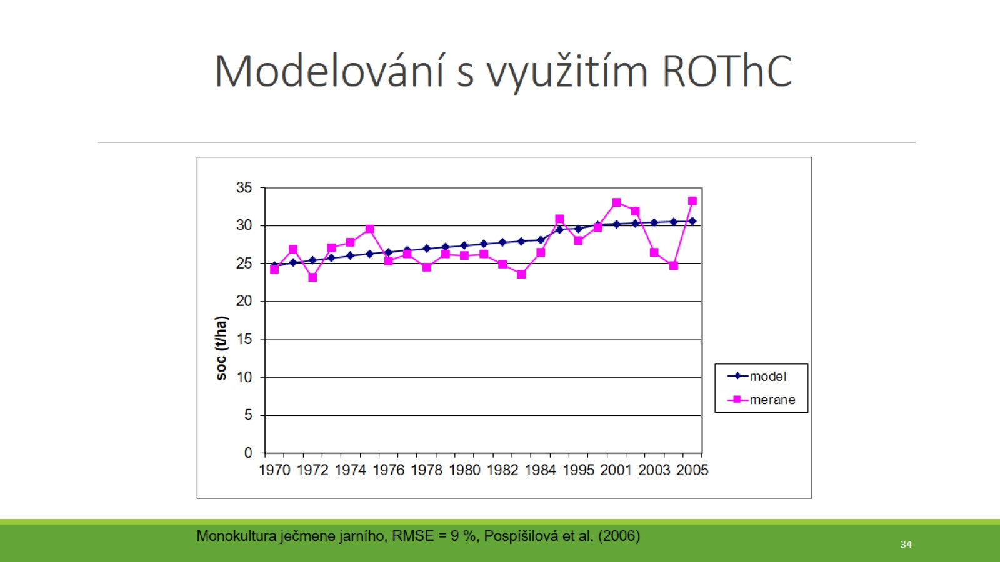 Modelování s využitím ROThC
35
30
25
20
15
10
5
0
soc (t/ha)
1970 1972 1974 1976 1978 1980 1982 1984 1995 2001 2003 2005
model
merane
Monokultura ječmene jarního, RMSE = 9 %, Pospíšilová et al. (2006)
34